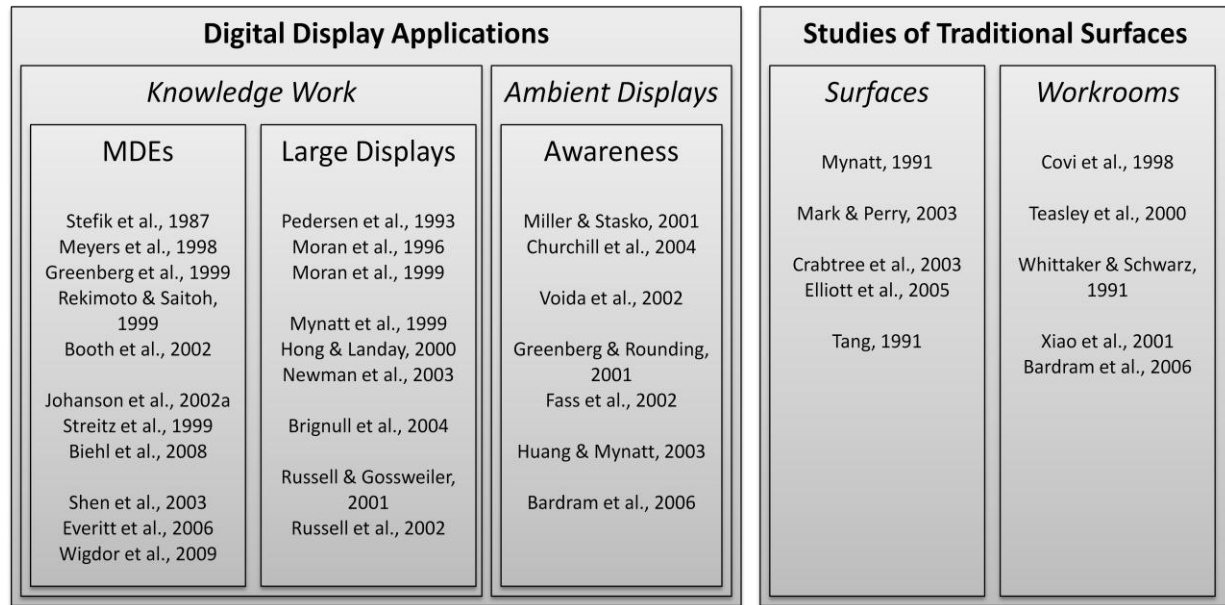 Digital Display Applications
Knowledge Work
MDEs
Stefik et al., 1987
Meyers et al., 1998
Greenberg et al., 1999
Rekimoto & Saitoh,
1999
Booth et al., 2002
Johanson et al., 2002a
Streitz et al., 1999
Biehl et al., 2008
Shen et al., 2003
Everitt et al., 2006
Wigdor et al., 2009
Large Displays
Pedersen et al., 1993
Moran et al., 1996
Moran et al., 1999
Mynatt et al., 1999
Hong & Landay, 2000
Newman et al., 2003
Brignull et al., 2004
Russell & Gossweiler,
2001
Russell et al., 2002
Ambient Displays
Awareness
Miller & Stasko, 2001
Churchill et al., 2004
Voida et al., 2002
Greenberg & Rounding,
2001
Fass et al., 2002
Huang & Mynatt, 2003
Bardram et al., 2006
Studies of Traditional Surfaces
Surfaces
Mynatt, 1991
Mark & Perry, 2003
Crabtree et al., 2003
Elliott et al., 2005
Tang, 1991
Workrooms
Covi et al., 1998
Teasley et al., 2000
Whittaker & Schwarz,
1991
Xiao et al., 2001
Bardram et al., 2006